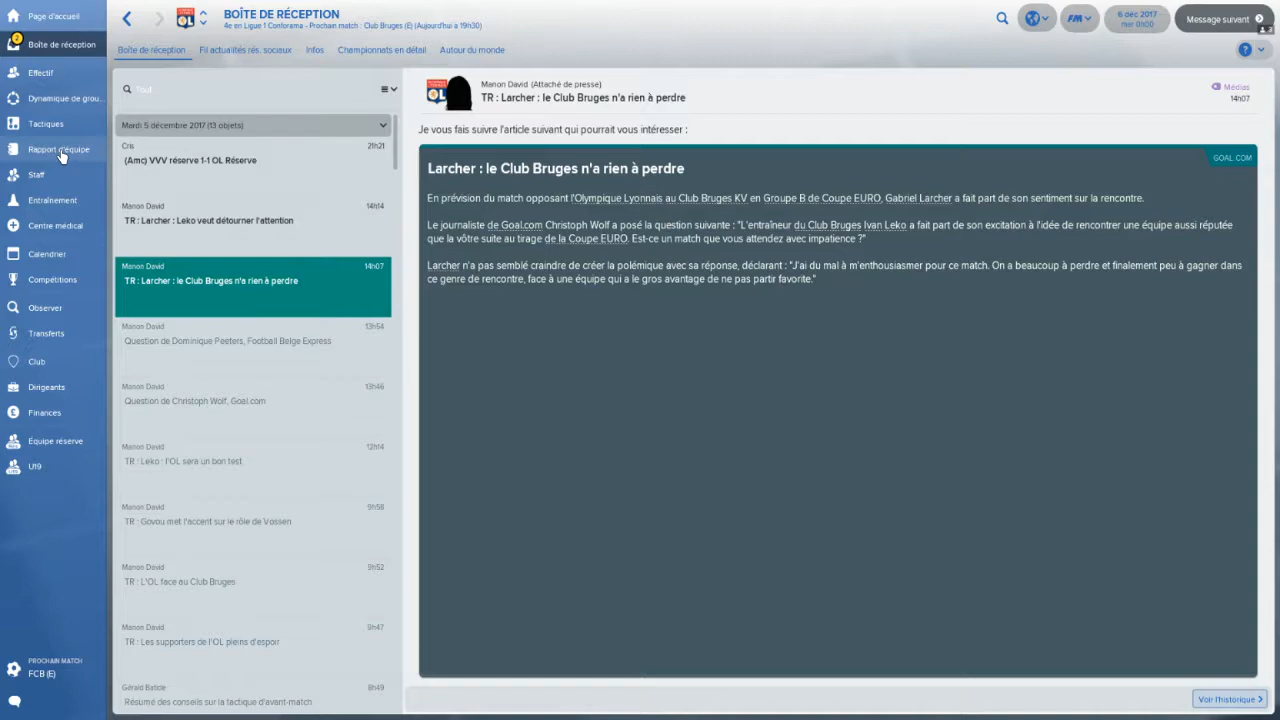 Page d'accueil
2
Boîte de réception
Effectif
Dynamique de grou...
Tactiques
Rapport d'équipe
Staff
Entraînement
Centre médical
Calendrier
Compétitions
Observer
Transferts
Club
Dirigeants
Finances
Équipe réserve
U19
PROCHAIN MATCH
FCB (E)
BOÎTE DE RÉCEPTION
4e en Ligue 1 Conforama - Prochain match : Club Bruges (E) (Aujourd'hui à 19h30)
FM
6 déc 2017
mer 0h00
Message suivant
Boîte de réception
Fil actualités rés. sociaux
Infos
Championnats en détail
Autour du monde
?
Tout
Mardi 5 décembre 2017 (13 objets)
Cris 21h21
(Amc) VVV réserve 1-1 OL Réserve
Manon David 14h14
TR : Larcher : Leko veut détourner l'attention
Manon David 14h07
TR : Larcher : le Club Bruges n'a rien à perdre
Manon David 13h54
Question de Dominique Peeters, Football Belge Express
Manon David 13h46
Question de Christoph Wolf, Goal.com
Manon David 12h14
TR : Leko : l'OL sera un bon test
Manon David 9h58
TR : Govou met l'accent sur le rôle de Vossen
Manon David 9h52
TR : L'OL face au Club Bruges
Manon David 9h47
TR : Les supporters de l'OL pleins d'espoir
Gérald Baticle 8h49
Résumé des conseils sur la tactique d'avant-match
OL
Manon David (Attaché de presse)
TR : Larcher : le Club Bruges n'a rien à perdre
Médias
14h07
Je vous fais suivre l'article suivant qui pourrait vous intéresser :
GOAL.COM
Larcher : le Club Bruges n'a rien à perdre
En prévision du match opposant l'Olympique Lyonnais au Club Bruges KV en Groupe B de Coupe EURO, Gabriel Larcher a fait part de son sentiment sur la rencontre.
Le journaliste de Goal.com Christoph Wolf a posé la question suivante : "L'entraîneur du Club Bruges Ivan Leko a fait part de son excitation à l'idée de rencontrer une équipe aussi réputée
que la vôtre suite au tirage de la Coupe EURO. Est-ce un match que vous attendez avec impatience ?"
Larcher n'a pas semblé craindre de créer la polémique avec sa réponse, déclarant : "J'ai du mal à m'enthousiasmer pour ce match. On a beaucoup à perdre et finalement peu à gagner dans
ce genre de rencontre, face à une équipe qui a le gros avantage de ne pas partir favorite."
Voir l'historique